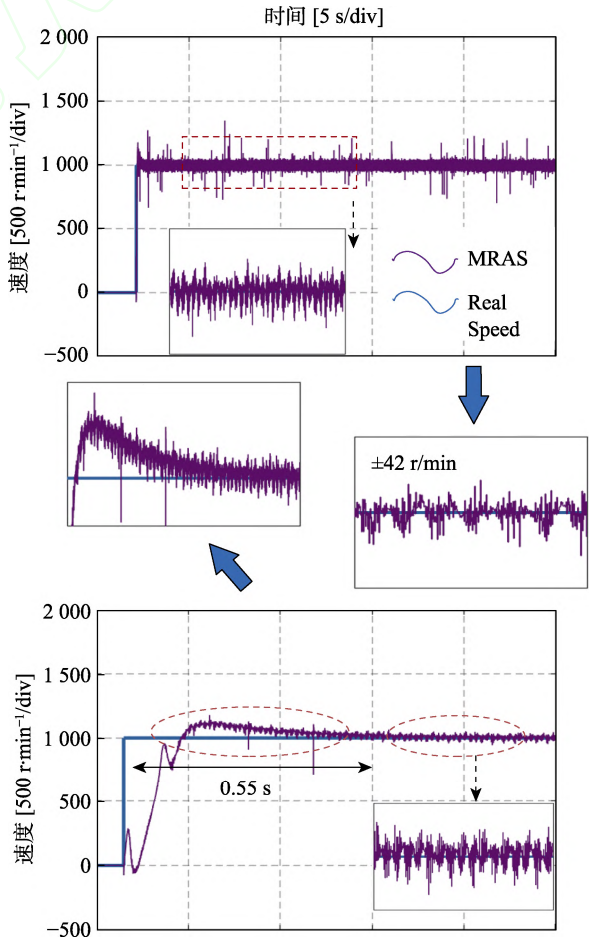 时间 [5 s/div]
2 000
1 500
1 000
500
0
−500
速度 [500 r·min⁻¹/div]
MRAS
Real
Speed
±42 r/min
2 000
1 500
1 000
500
0
−500
速度 [500 r·min⁻¹/div]
0.55 s